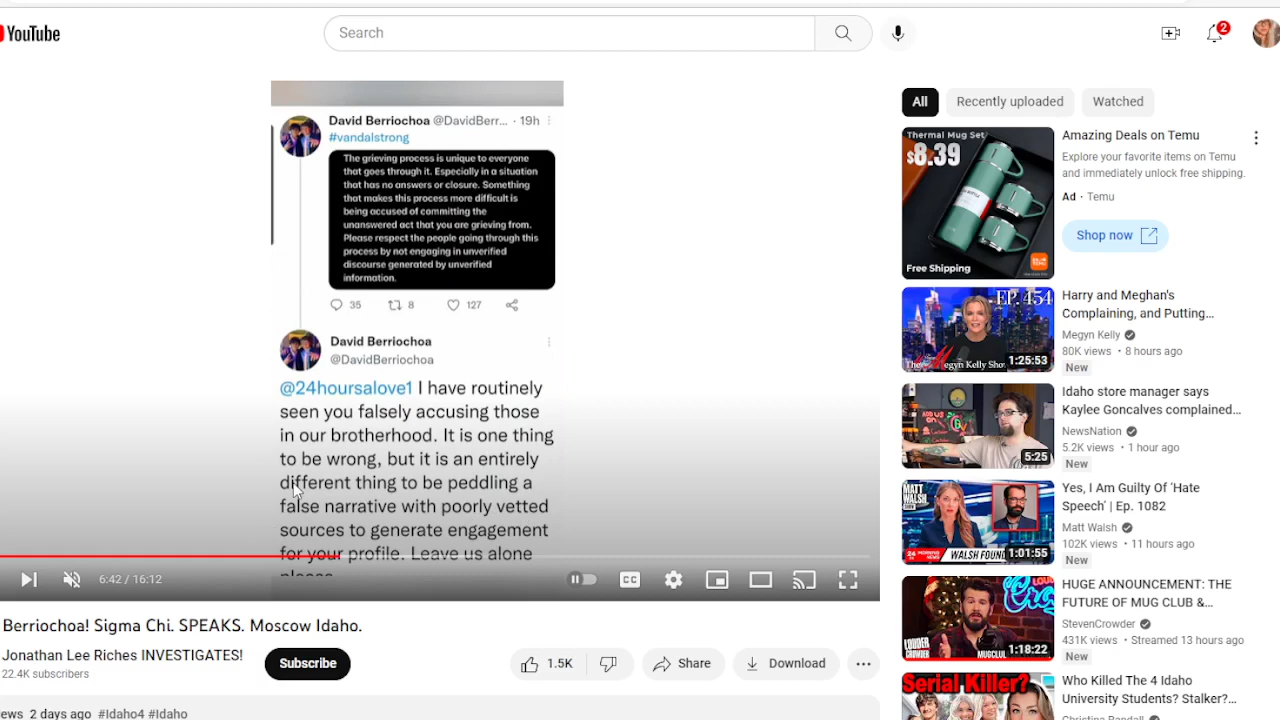 YouTube
Search
2
David Berriochoa @DavidBerr... · 19h
#vandalstrong
The grieving process is unique to everyone
that goes through it. Especially in a situation
that has no answers or closure. Something
that makes this process more difficult is
being accused of committing the
unanswered act that you are grieving from.
Please respect the people going through this
process by not engaging in unverified
discourse generated by unverified
information.
35 8 127
David Berriochoa
@DavidBerriochoa
@24hoursalove1 I have routinely
seen you falsely accusing those
in our brotherhood. It is one thing
to be wrong, but it is an entirely
different thing to be peddling a
false narrative with poorly vetted
sources to generate engagement
for your profile. Leave us alone
please.
6:42 / 16:12
CC
Berriochoa! Sigma Chi. SPEAKS. Moscow Idaho.
Jonathan Lee Riches INVESTIGATES!
22.4K subscribers
Subscribe
1.5K
Share
Download
iews 2 days ago #Idaho4 #Idaho
All
Recently uploaded
Watched
Thermal Mug Set
$8.39
Free Shipping
Amazing Deals on Temu
Explore your favorite items on Temu
and immediately unlock free shipping.
Ad · Temu
Shop now
EP. 454
The Megyn Kelly Show
1:25:53
Harry and Meghan's
Complaining, and Putting...
Megyn Kelly
80K views · 8 hours ago
New
5:25
Idaho store manager says
Kaylee Goncalves complained...
NewsNation
5.2K views · 1 hour ago
New
MATT
WALSH
WALSH FOUND
1:01:55
Yes, I Am Guilty Of 'Hate
Speech' | Ep. 1082
Matt Walsh
102K views · 11 hours ago
New
LOUDER
CROWDER
MUGCLUB
1:18:22
HUGE ANNOUNCEMENT: THE
FUTURE OF MUG CLUB &...
StevenCrowder
431K views · Streamed 13 hours ago
New
Serial Killer?
Who Killed The 4 Idaho
University Students? Stalker?...
Christina Randall